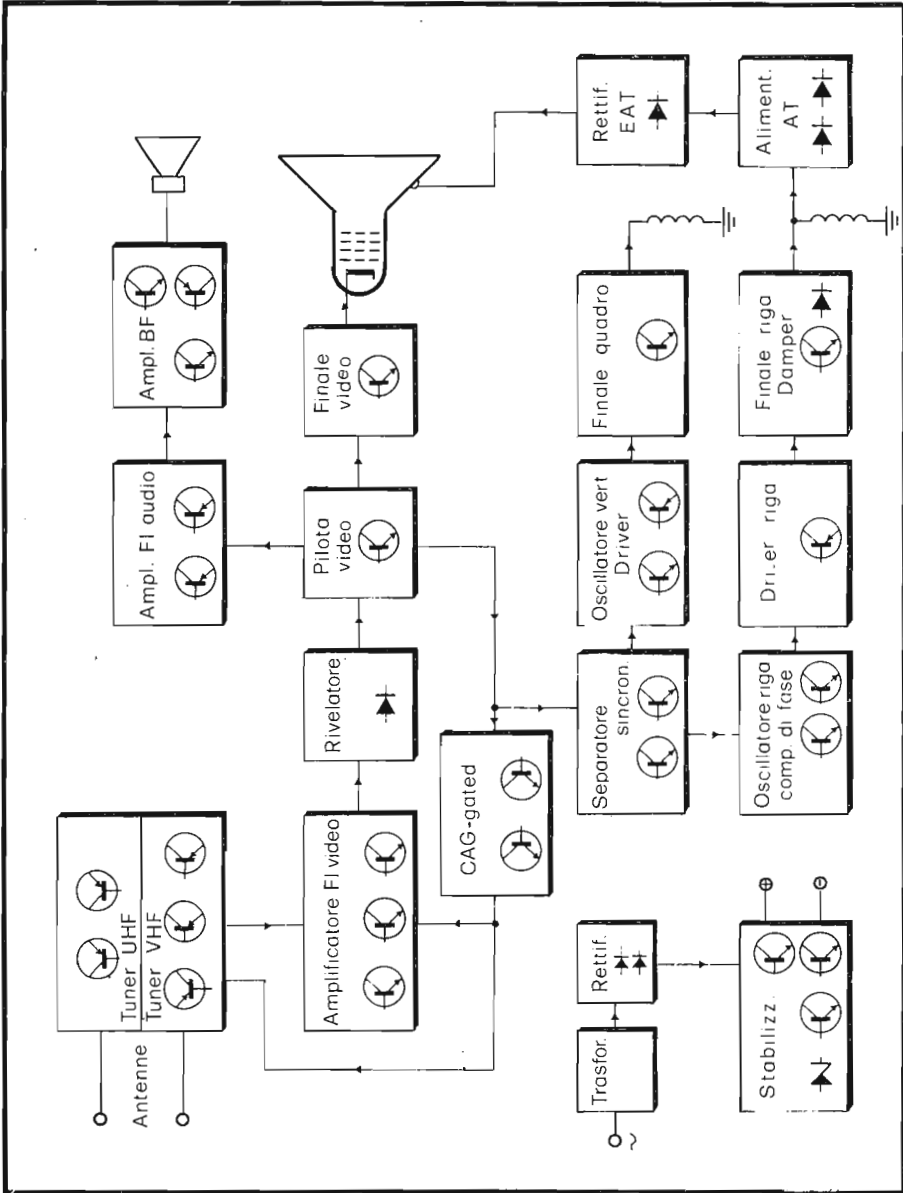 Antenne
Tuner UHF
Tuner VHF
Amplificatore FI video
Rivelatore
Pilota
video
Finale
video
Ampl. FI audio
Ampl. BF
CAG-gated
Separatore
sincron.
Oscillatore vert
Driver
Finale quadro
Rettif.
EAT
Trasfor.
Rettif.
~
Stabilizz.
⊕
⊖
Oscillatore riga
comp. di fase
Dri.er riga
Finale riga
Damper
Aliment.
AT